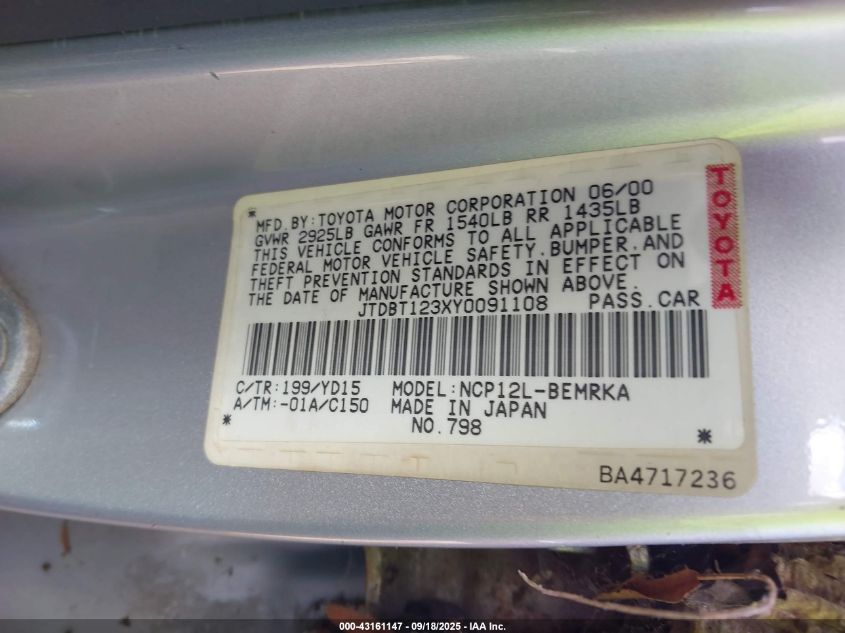 MFD.BY:TOYOTA MOTOR CORPORATION 06/00
GVWR 2925LB GAWR FR 1540LB RR 1435LB
THIS VEHICLE CONFORMS TO ALL APPLICABLE
FEDERAL MOTOR VEHICLE SAFETY.BUMPER.AND
THEFT PREVENTION STANDARDS IN EFFECT ON
THE DATE OF MANUFACTURE SHOWN ABOVE.
JTDBT123XY0091108 PASS.CAR
TOYOTA
C/TR:199/YD15 MODEL:NCP12L-BEMRKA
A/TM:-01A/C150 MADE IN JAPAN
NO.798
BA4717236
000-43161147 - 09/18/2025 - IAA Inc.